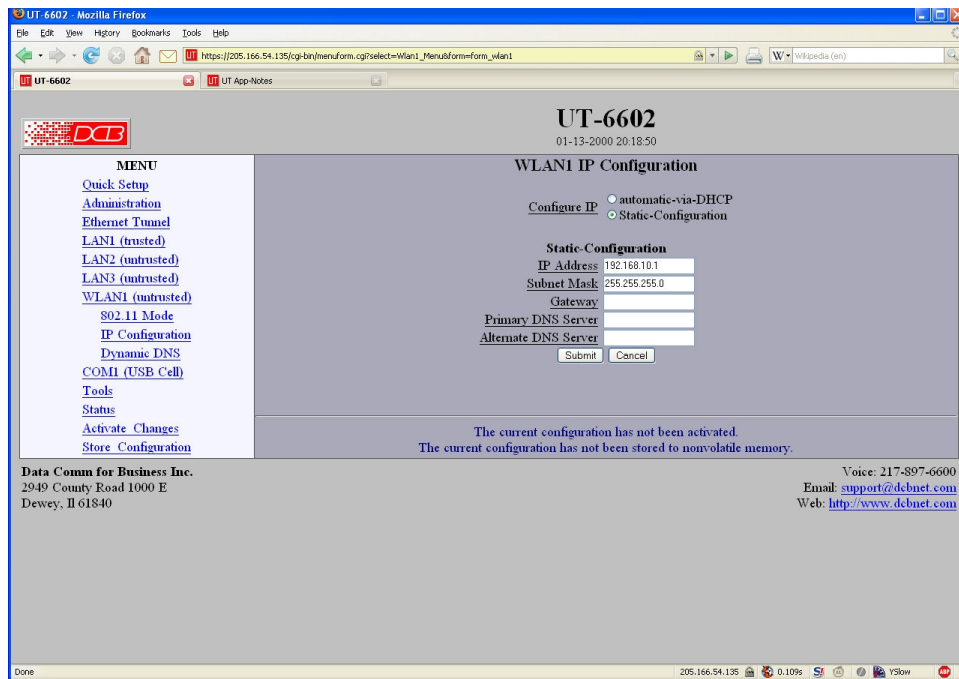 UT-6602 - Mozilla Firefox
File Edit View History Bookmarks Tools Help
UT https://205.166.54.135/cgi-bin/menuform.cgi?select=Wlan1_Menu&form=form_wlan1 W Wikipedia (en)
UT UT-6602 UT UT App-Notes
DCB
UT-6602
01-13-2000 20:18:50
MENU
Quick Setup
Administration
Ethernet Tunnel
LAN1 (trusted)
LAN2 (untrusted)
LAN3 (untrusted)
WLAN1 (untrusted)
802.11 Mode
IP Configuration
Dynamic DNS
COM1 (USB Cell)
Tools
Status
Activate Changes
Store Configuration
WLAN1 IP Configuration
Configure IP automatic-via-DHCP
Static-Configuration
Static-Configuration
IP Address 192.168.10.1
Subnet Mask 255.255.255.0
Gateway
Primary DNS Server
Alternate DNS Server
Submit Cancel
The current configuration has not been activated.
The current configuration has not been stored to nonvolatile memory.
Data Comm for Business Inc.
2949 County Road 1000 E
Dewey, Il 61840
Voice: 217-897-6600
Email: support@dcbnet.com
Web: http://www.dcbnet.com
Done 205.166.54.135 0.109s S YSlow ABP